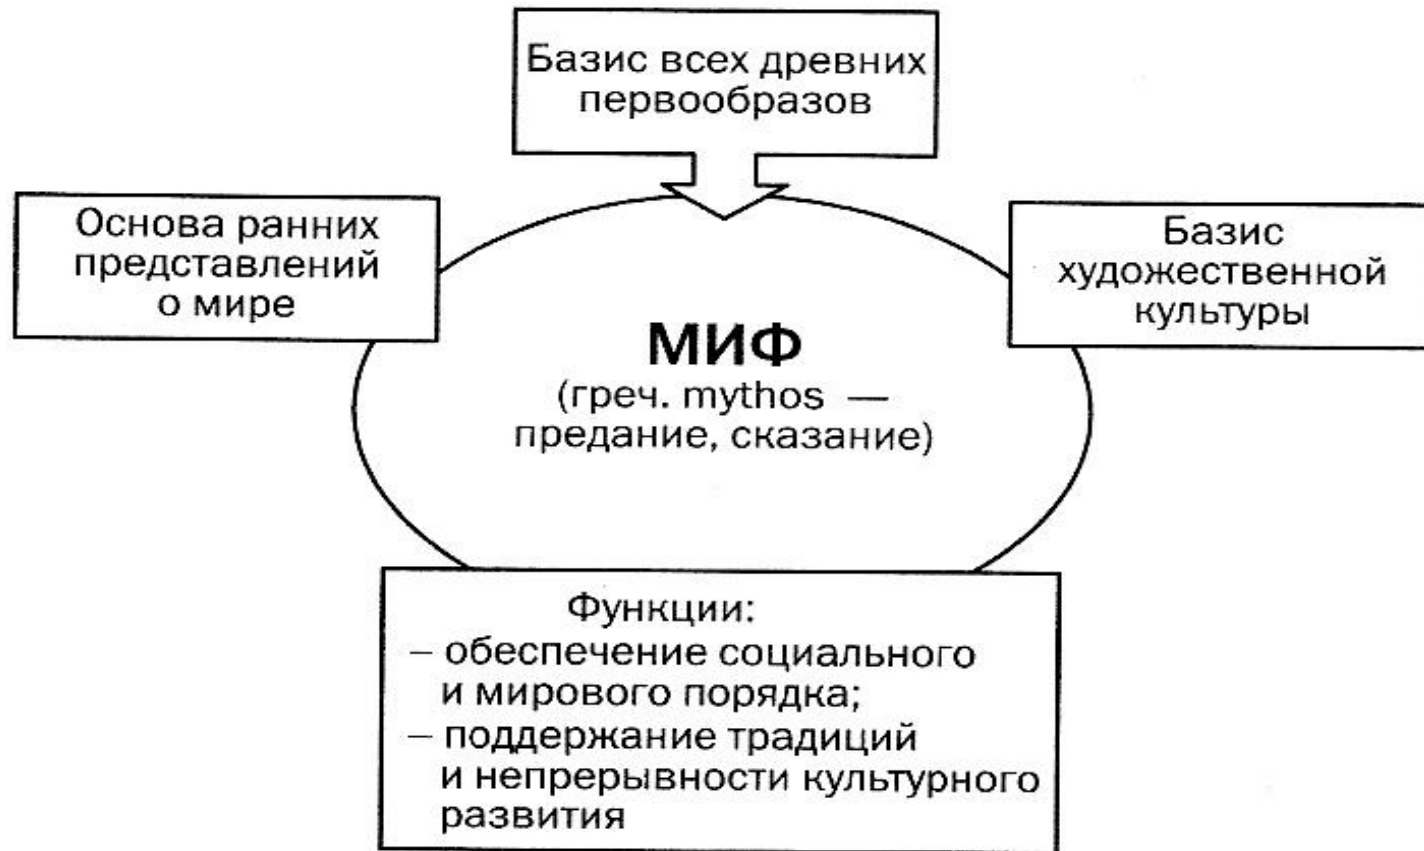 Базис всех древних
первообразов
Основа ранних
представлений
о мире
Базис
художественной
культуры
МИФ
(греч. mythos —
предание, сказание)
Функции:
– обеспечение социального
и мирового порядка;
– поддержание традиций
и непрерывности культурного
развития